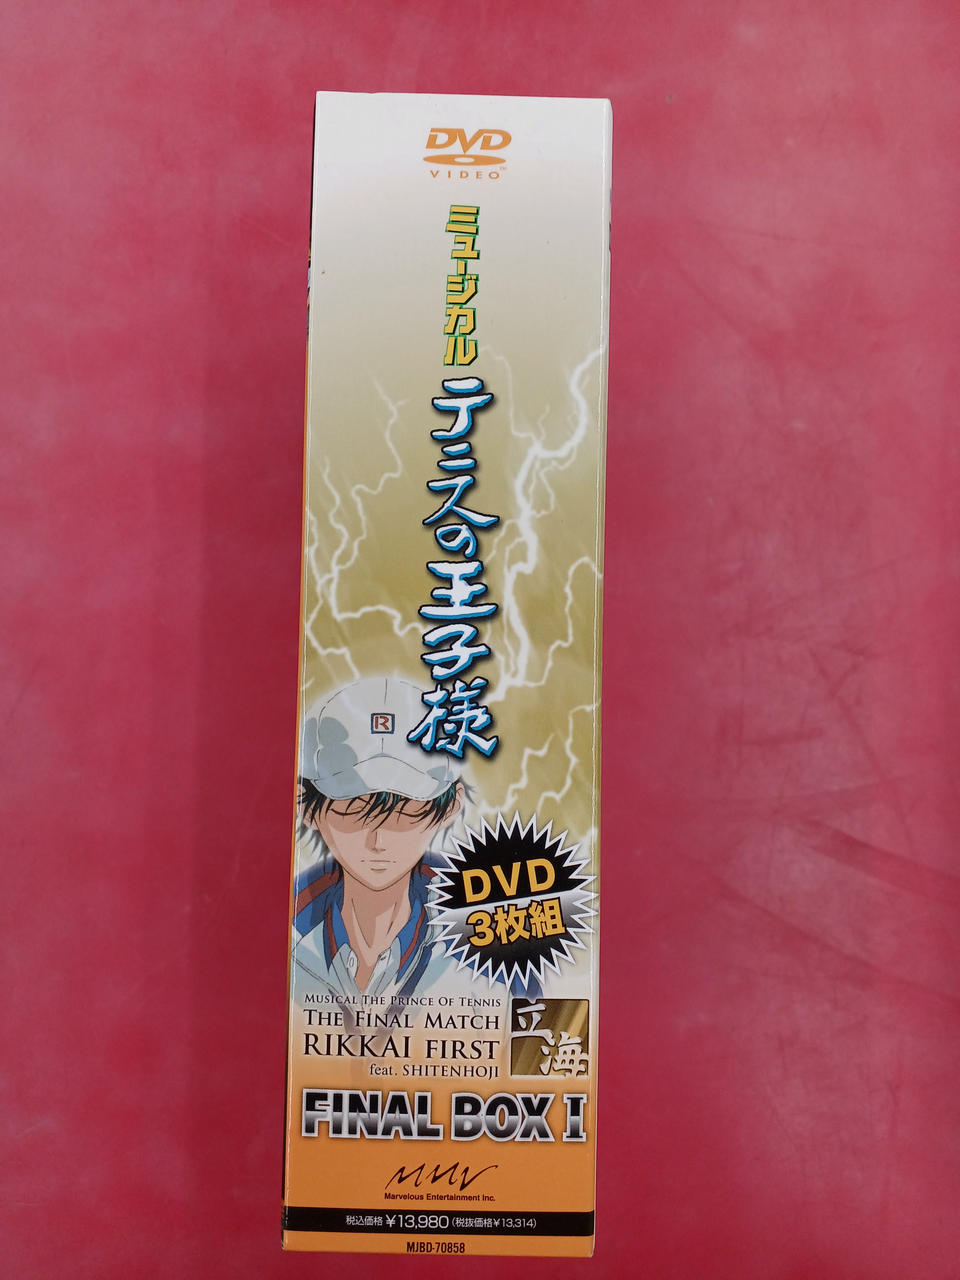 DVD
VIDEO™
ミュージカル
テニスの王子様
R
DVD
3枚組
MUSICAL THE PRINCE OF TENNIS
THE FINAL MATCH
RIKKAI FIRST
feat. SHITENHOJI
立海
FINAL BOX I
MMV
Marvelous Entertainment Inc.
税込価格 ¥13,980 (税抜価格¥13,314)
MJBD-70858